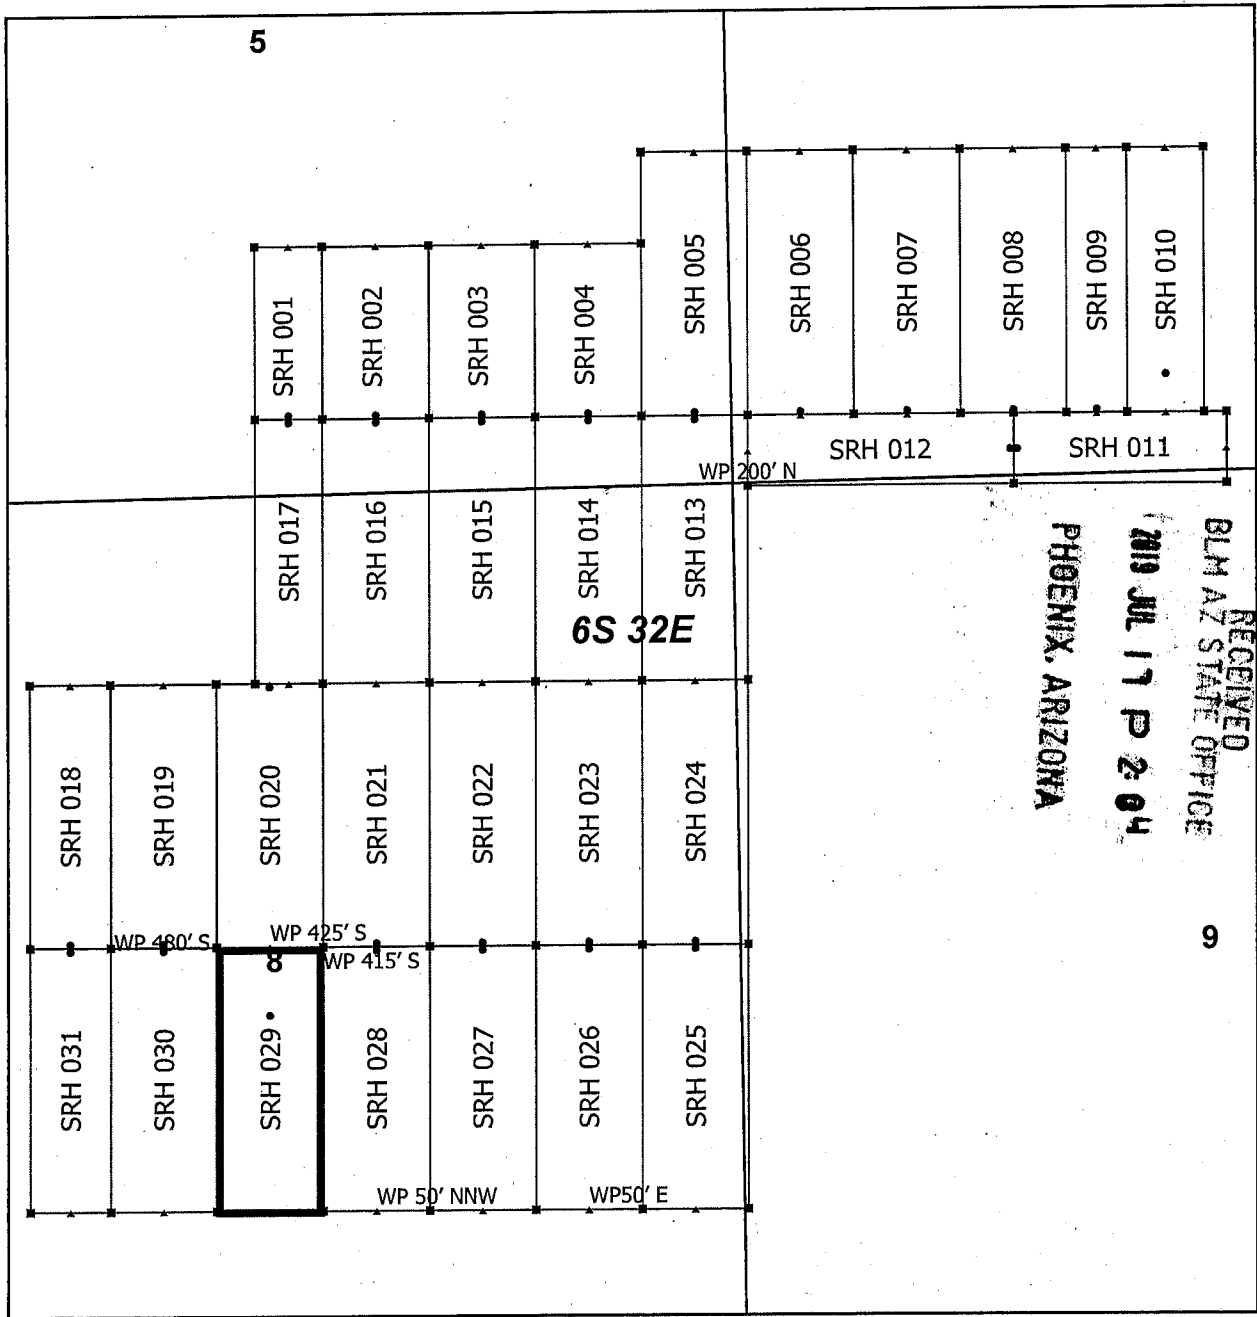 5
SRH 001
SRH 002
SRH 003
SRH 004
SRH 005
SRH 006
SRH 007
SRH 008
SRH 009
SRH 010
SRH 012
SRH 011
WP 200' N
SRH 017
SRH 016
SRH 015
SRH 014
SRH 013
6S 32E
RECEIVED
BLM AZ STATE OFFICE
2019 JUL 17 P 2:04
PHOENIX, ARIZONA
SRH 018
SRH 019
SRH 020
SRH 021
SRH 022
SRH 023
SRH 024
WP 480' S
WP 425' S
WP 415' S
8
9
SRH 031
SRH 030
SRH 029
SRH 028
SRH 027
SRH 026
SRH 025
WP 50' NNW
WP50' E